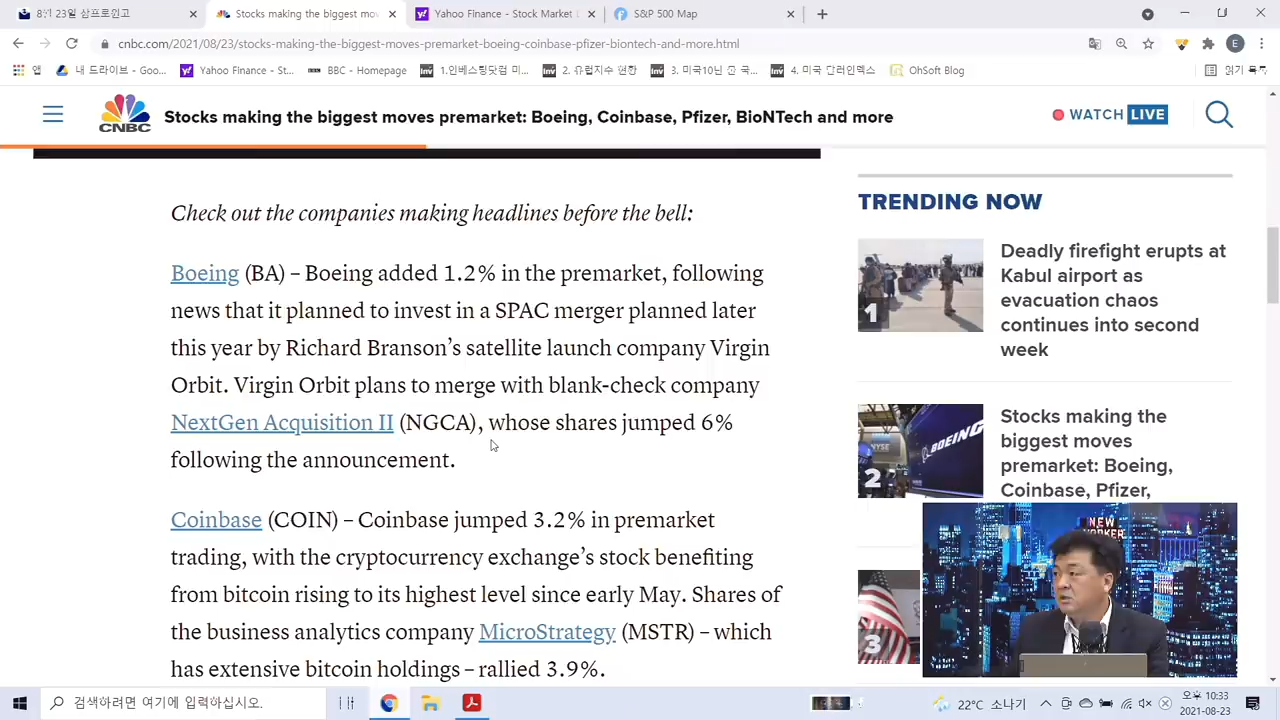 8월 23일 삼프로원고
Stocks making the biggest mov
Yahoo Finance - Stock Market L
S&P 500 Map
cnbc.com/2021/08/23/stocks-making-the-biggest-moves-premarket-boeing-coinbase-pfizer-biontech-and-more.html
E
앱
내 드라이브 - Goo...
Yahoo Finance - St...
BBC - Homepage
1.인베스팅닷컴 미...
2. 유럽지수 현황
3. 미국10년 물 국...
4. 미국 달러인덱스
OhSoft Blog
읽기 목록
CNBC
Stocks making the biggest moves premarket: Boeing, Coinbase, Pfizer, BioNTech and more
WATCH LIVE
Check out the companies making headlines before the bell:
Boeing (BA) – Boeing added 1.2% in the premarket, following
news that it planned to invest in a SPAC merger planned later
this year by Richard Branson’s satellite launch company Virgin
Orbit. Virgin Orbit plans to merge with blank-check company
NextGen Acquisition II (NGCA), whose shares jumped 6%
following the announcement.
Coinbase (COIN) – Coinbase jumped 3.2% in premarket
trading, with the cryptocurrency exchange’s stock benefiting
from bitcoin rising to its highest level since early May. Shares of
the business analytics company MicroStrategy (MSTR) – which
has extensive bitcoin holdings – rallied 3.9%.
TRENDING NOW
1
Deadly firefight erupts at
Kabul airport as
evacuation chaos
continues into second
week
BOEING
NYSE
2
Stocks making the
biggest moves
premarket: Boeing,
Coinbase, Pfizer,
3
NEW
YORKER
검색하려면 여기에 입력하십시오.
22°C 소나기
오후 10:33
2021-08-23